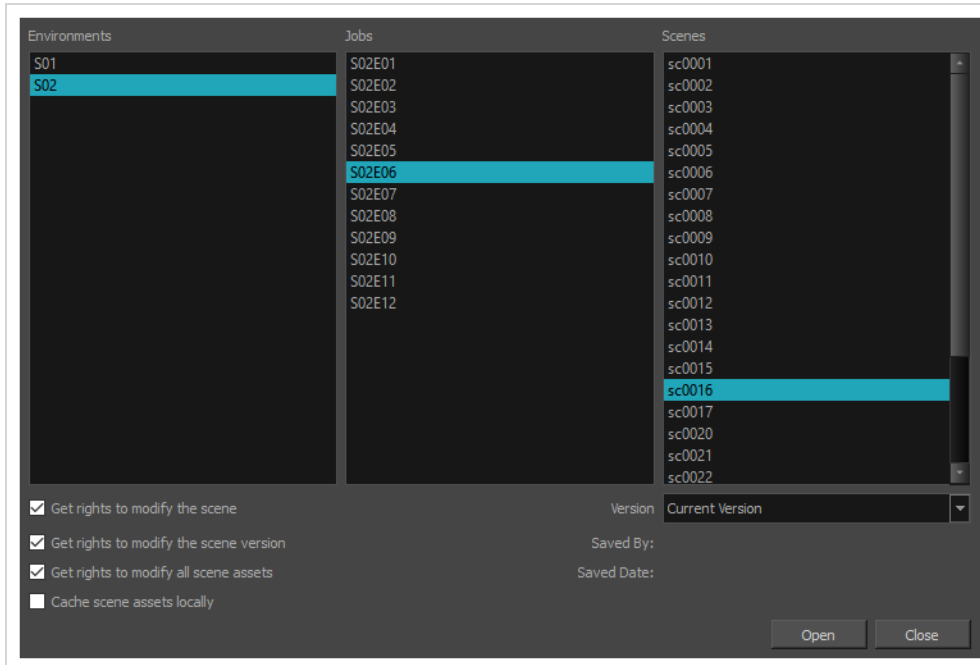 Environments
S01
S02
Jobs
S02E01
S02E02
S02E03
S02E04
S02E05
S02E06
S02E07
S02E08
S02E09
S02E10
S02E11
S02E12
Scenes
sc0001
sc0002
sc0003
sc0004
sc0005
sc0006
sc0007
sc0008
sc0009
sc0010
sc0011
sc0012
sc0013
sc0014
sc0015
sc0016
sc0017
sc0020
sc0021
sc0022
Get rights to modify the scene
Get rights to modify the scene version
Get rights to modify all scene assets
Cache scene assets locally
Version Current Version
Saved By:
Saved Date:
Open Close